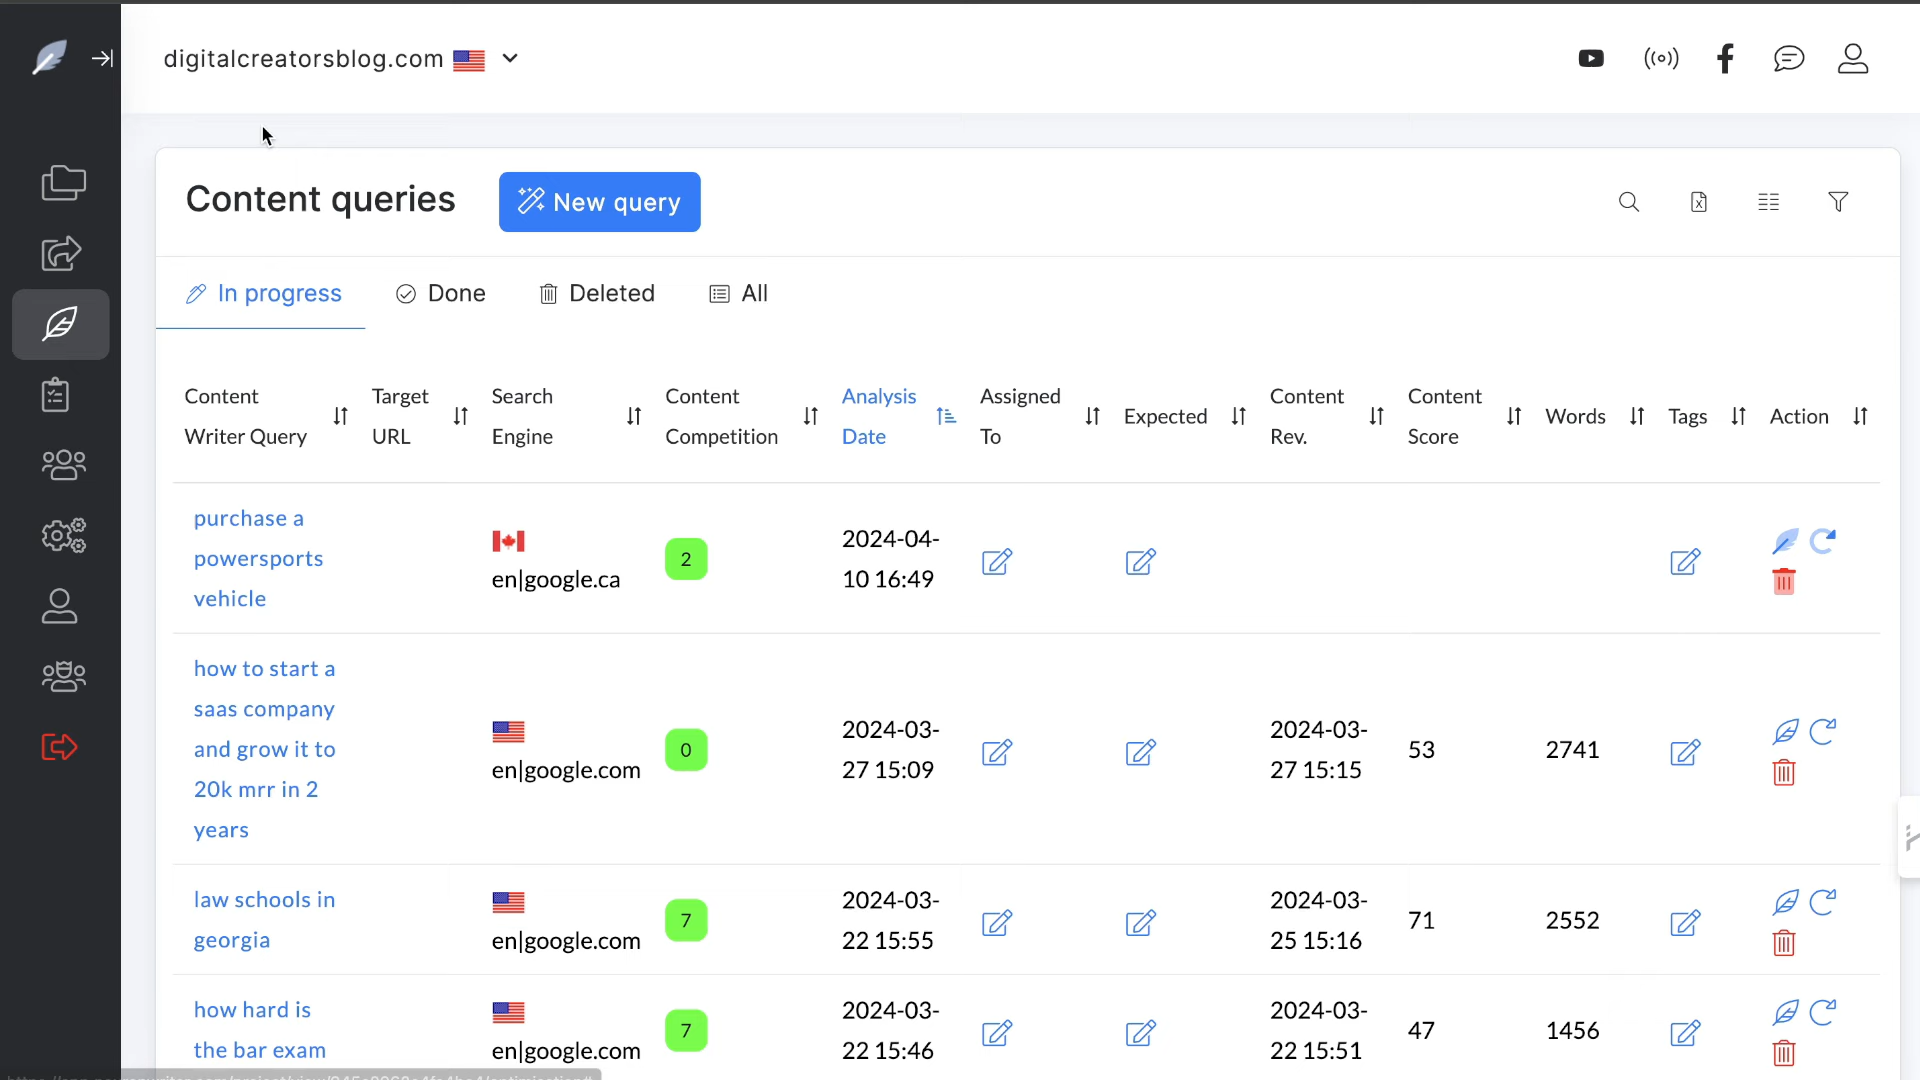 digitalcreatorsblog.com
Content queries
New query
In progress
Done
Deleted
All
Content Writer Query
Target URL
Search Engine
Content Competition
Analysis Date
Assigned To
Expected
Content Rev.
Content Score
Words
Tags
Action
purchase a
powersports
vehicle
en|google.ca
2
2024-04-
10 16:49
how to start a
saas company
and grow it to
20k mrr in 2
years
en|google.com
0
2024-03-
27 15:09
2024-03-
27 15:15
53
2741
law schools in
georgia
en|google.com
7
2024-03-
22 15:55
2024-03-
25 15:16
71
2552
how hard is
the bar exam
en|google.com
7
2024-03-
22 15:46
2024-03-
22 15:51
47
1456